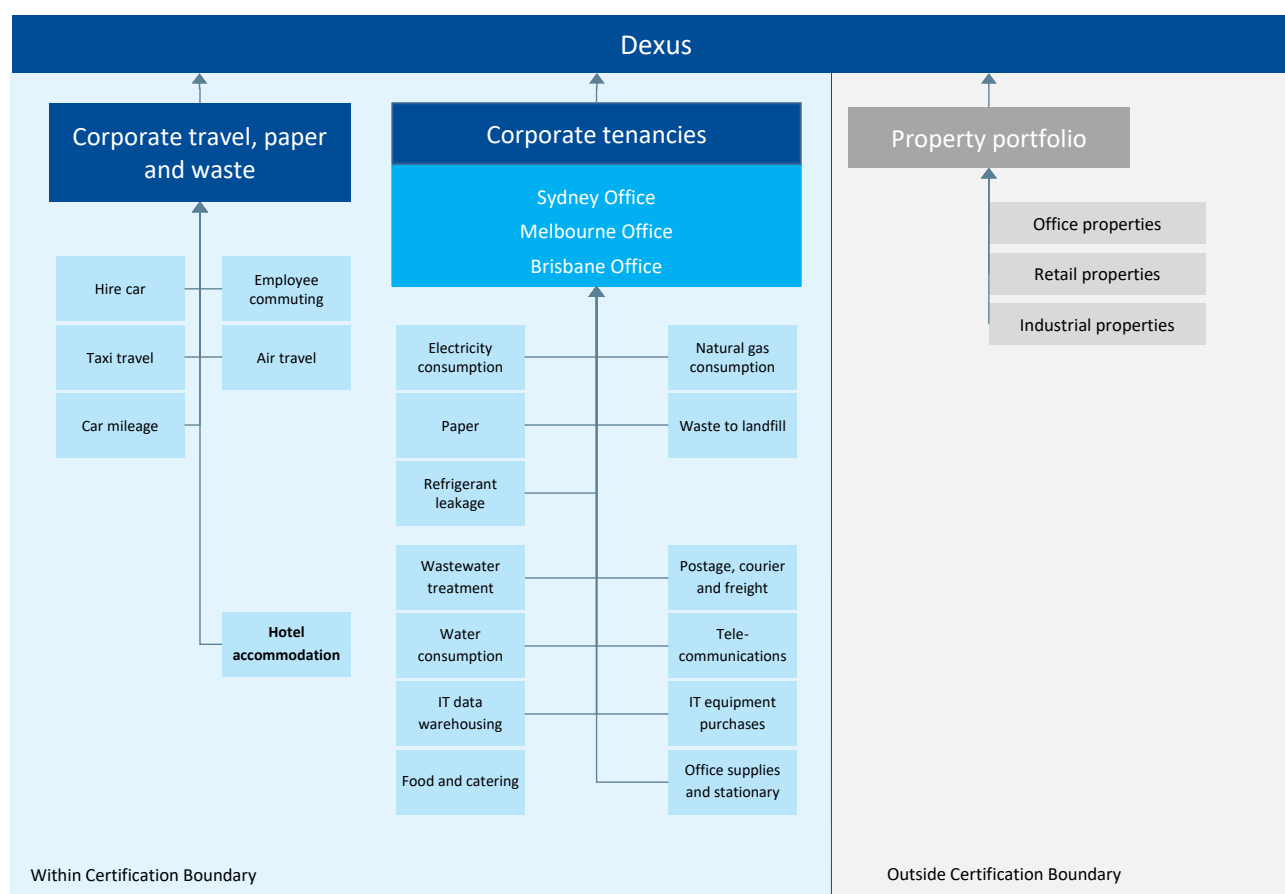 Dexus
Corporate travel, paper
and waste
Hire car
Employee
commuting
Taxi travel
Air travel
Car mileage
Hotel
accommodation
Corporate tenancies
Sydney Office
Melbourne Office
Brisbane Office
Electricity
consumption
Natural gas
consumption
Paper
Waste to landfill
Refrigerant
leakage
Wastewater
treatment
Postage, courier
and freight
Water
consumption
Tele-
communications
IT data
warehousing
IT equipment
purchases
Food and catering
Office supplies
and stationary
Property portfolio
Office properties
Retail properties
Industrial properties
Within Certification Boundary
Outside Certification Boundary